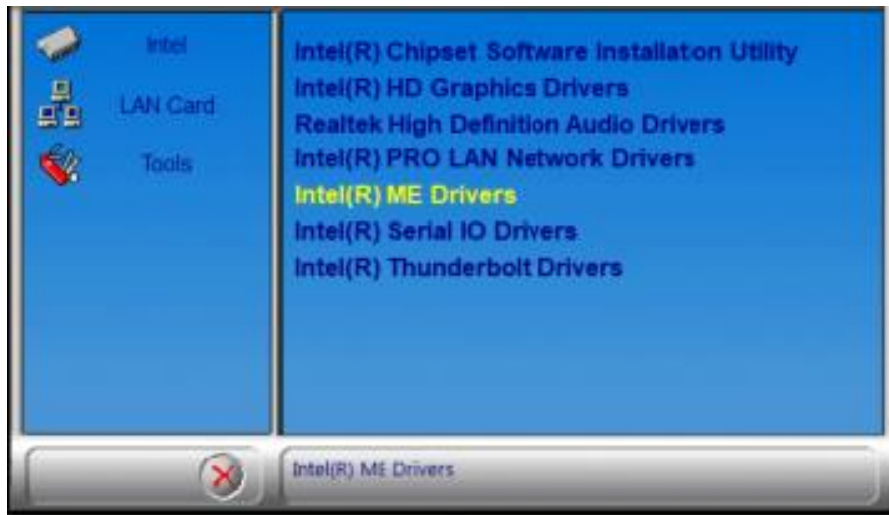 Intel
LAN Card
Tools
Intel(R) Chipset Software Installation Utility
Intel(R) HD Graphics Drivers
Realtek High Definition Audio Drivers
Intel(R) PRO LAN Network Drivers
Intel(R) ME Drivers
Intel(R) Serial IO Drivers
Intel(R) Thunderbolt Drivers
Intel(R) ME Drivers